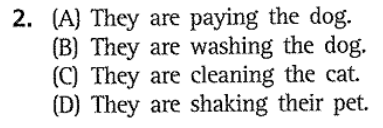 2. (A) They are paying the dog.
(B) They are washing the dog.
(C) They are cleaning the cat.
(D) They are shaking their pet.